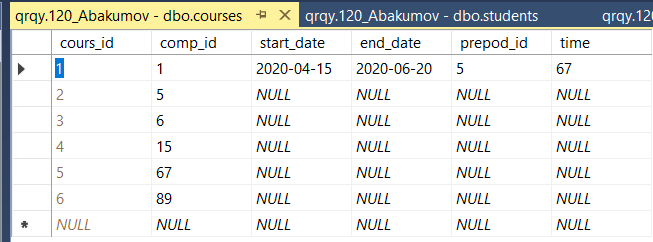 qrqy.120_Abakumov - dbo.courses qrqy.120_Abakumov - dbo.students qrqy.12
cours_id comp_id start_date end_date prepod_id time
1 1 2020-04-15 2020-06-20 5 67
2 5 NULL NULL NULL NULL
3 6 NULL NULL NULL NULL
4 15 NULL NULL NULL NULL
5 67 NULL NULL NULL NULL
6 89 NULL NULL NULL NULL
NULL NULL NULL NULL NULL NULL